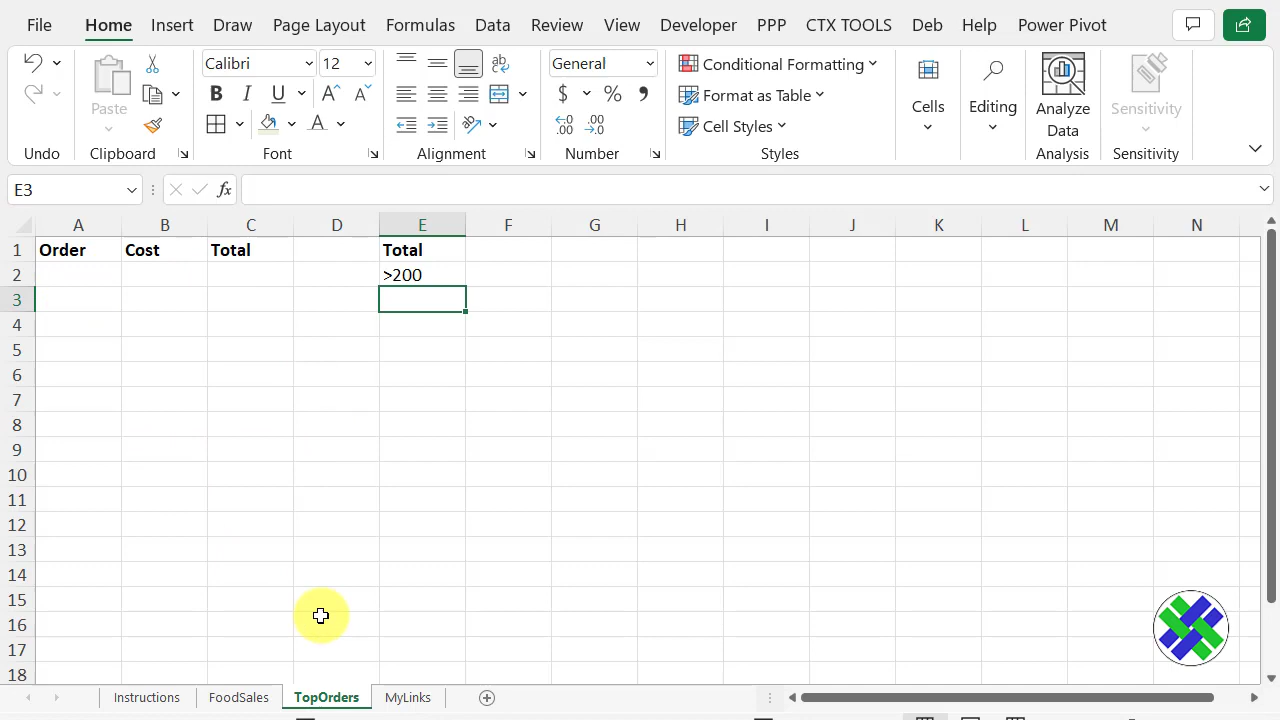 File Home Insert Draw Page Layout Formulas Data Review View Developer PPP CTX TOOLS Deb Help Power Pivot
Calibri 12 General Conditional Formatting
Paste Format as Table Cells Editing Analyze Data Sensitivity
Cell Styles
Undo Clipboard Font Alignment Number Styles Analysis Sensitivity
E3 fx
A B C D E F G H I J K L M N
1 Order Cost Total Total
2 >200
3
4
5
6
7
8
9
10
11
12
13
14
15
16
17
18
Instructions FoodSales TopOrders MyLinks